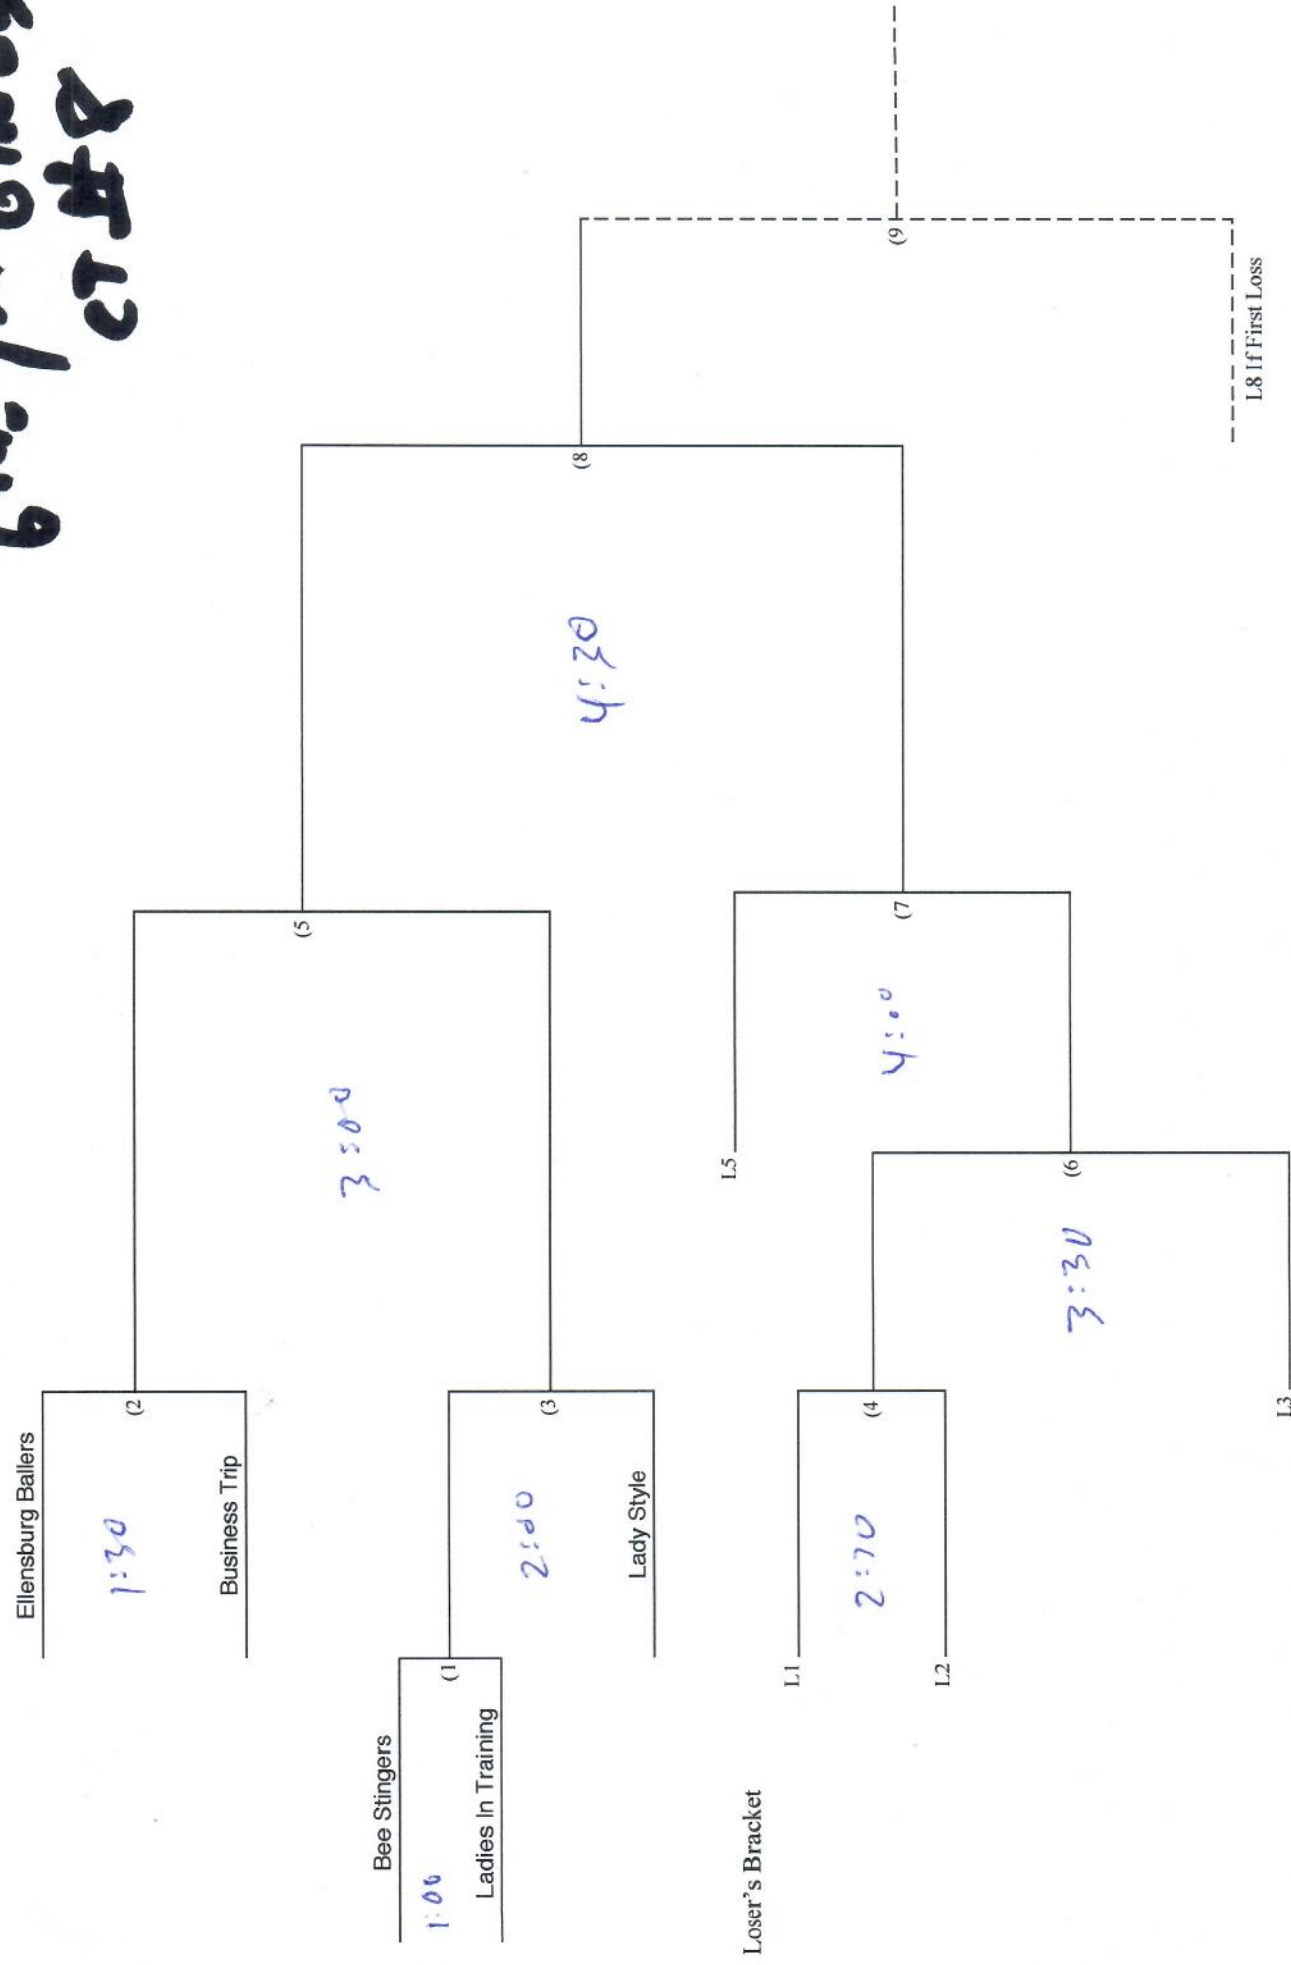 CT #8
Ellensburg Ballers
1:30
(2
Business Trip
(5
3:00
Bee Stingers
1:00
(1
Ladies In Training
2:00
(3
Lady Style
(8
4:30
(9
L8 If First Loss
Loser's Bracket
L5
4:00
(7
L1
2:30
(4
L2
3:30
(6
L3